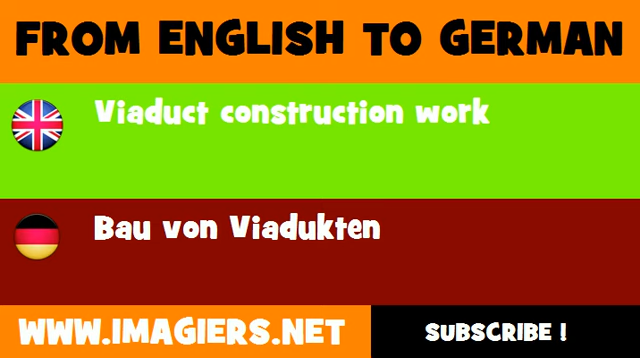 FROM ENGLISH TO GERMAN
Viaduct construction work
Bau von Viadukten
WWW.IMAGIERS.NET
SUBSCRIBE !